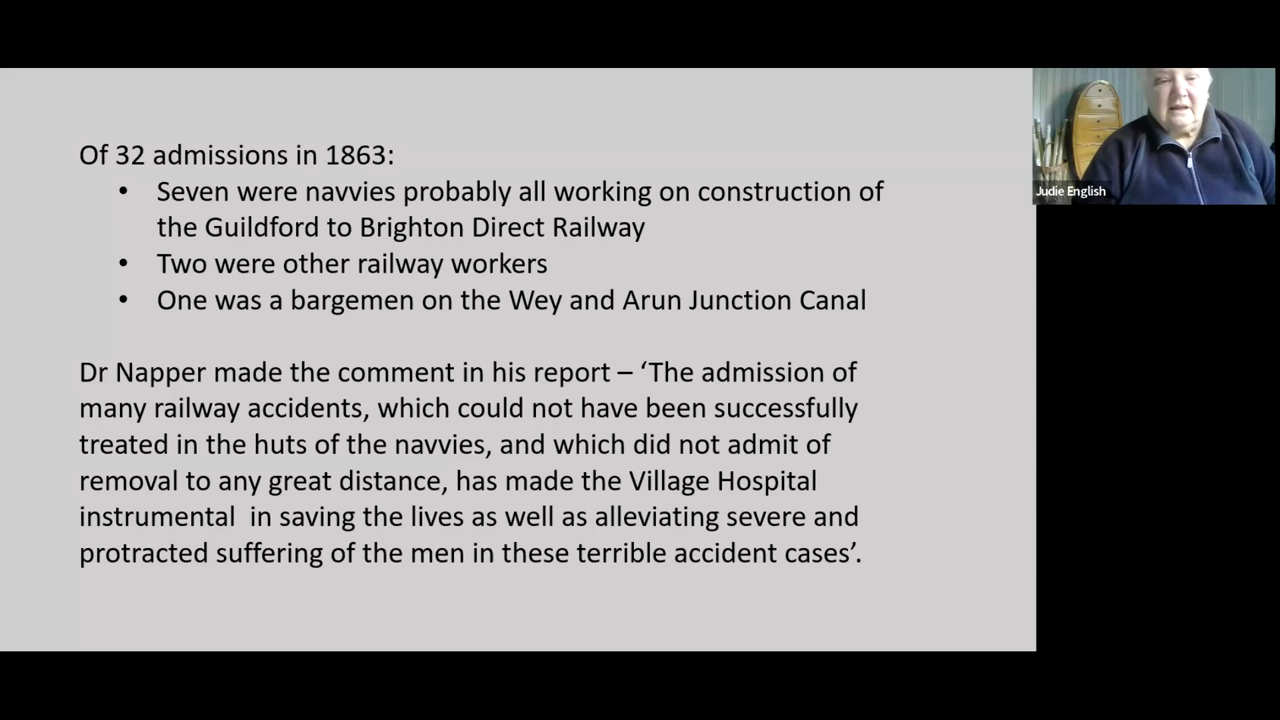 Of 32 admissions in 1863:
• Seven were navvies probably all working on construction of
the Guildford to Brighton Direct Railway
• Two were other railway workers
• One was a bargemen on the Wey and Arun Junction Canal
Dr Napper made the comment in his report – ‘The admission of
many railway accidents, which could not have been successfully
treated in the huts of the navvies, and which did not admit of
removal to any great distance, has made the Village Hospital
instrumental  in saving the lives as well as alleviating severe and
protracted suffering of the men in these terrible accident cases’.
Judie English